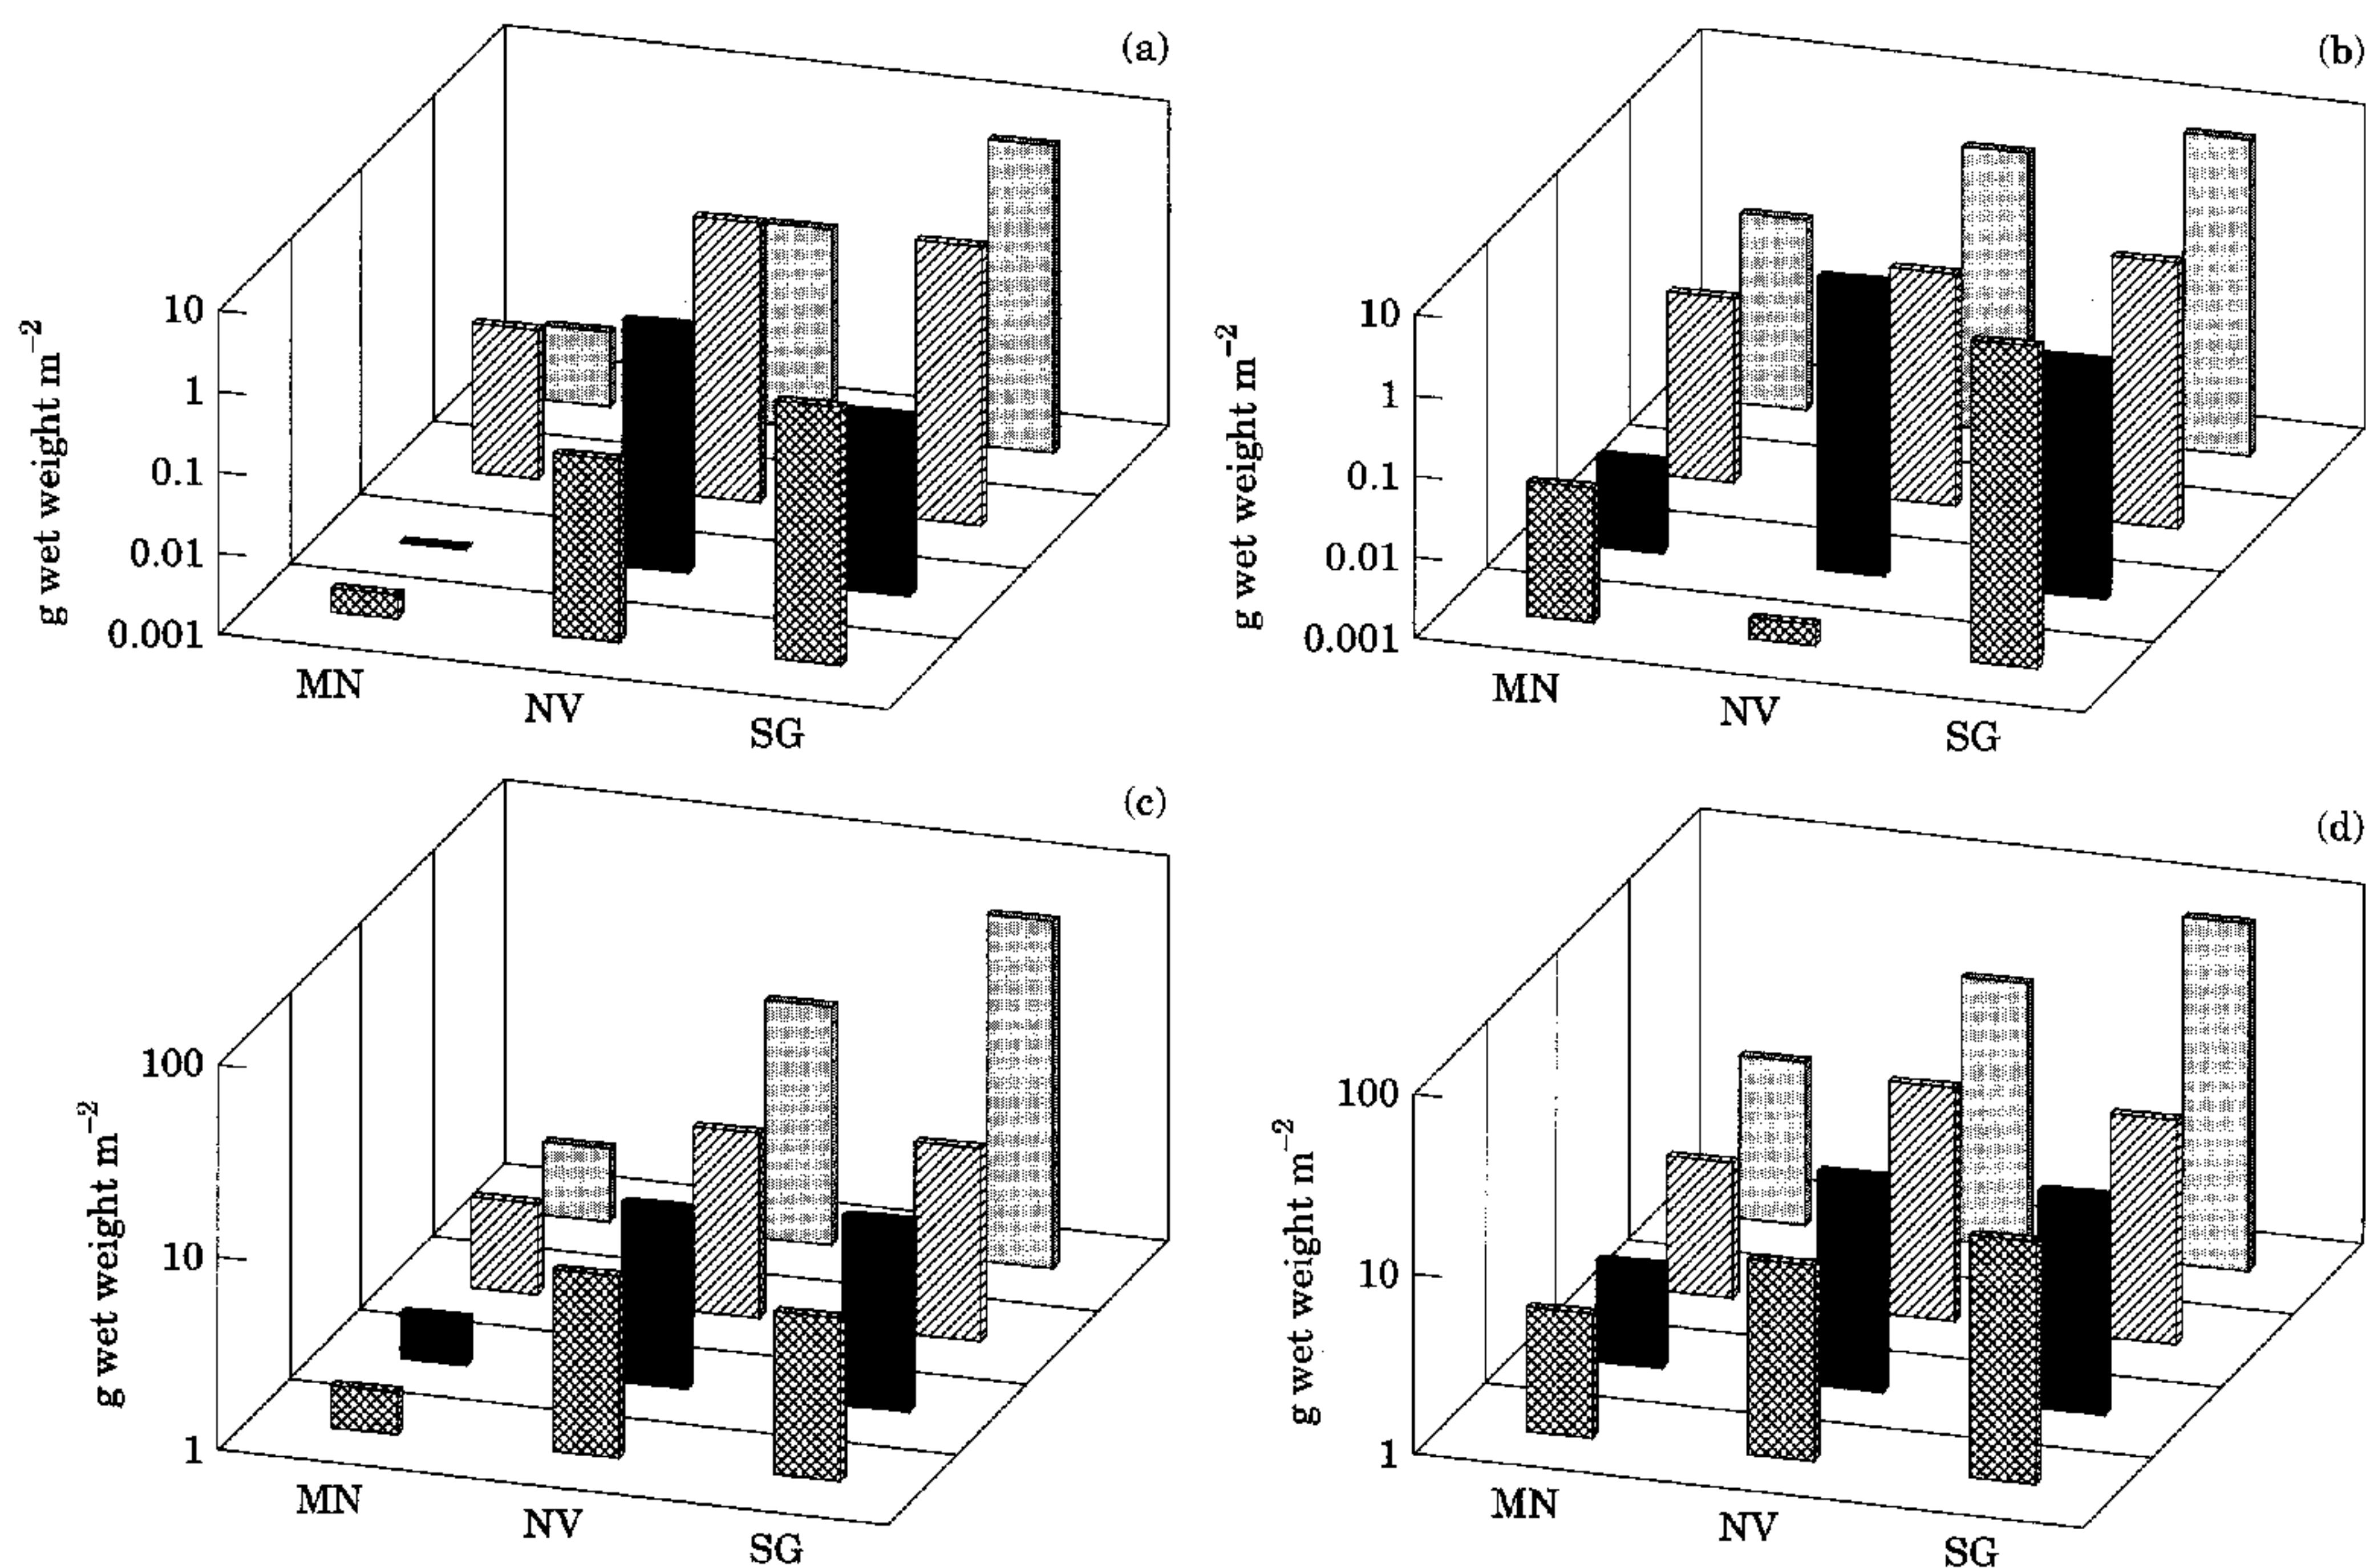 (a)
10
1
0.1
0.01
0.001
g wet weight m⁻²
MN
NV
SG
(b)
10
1
0.1
0.01
0.001
g wet weight m⁻²
MN
NV
SG
(c)
100
10
1
g wet weight m⁻²
MN
NV
SG
(d)
100
10
1
g wet weight m⁻²
MN
NV
SG